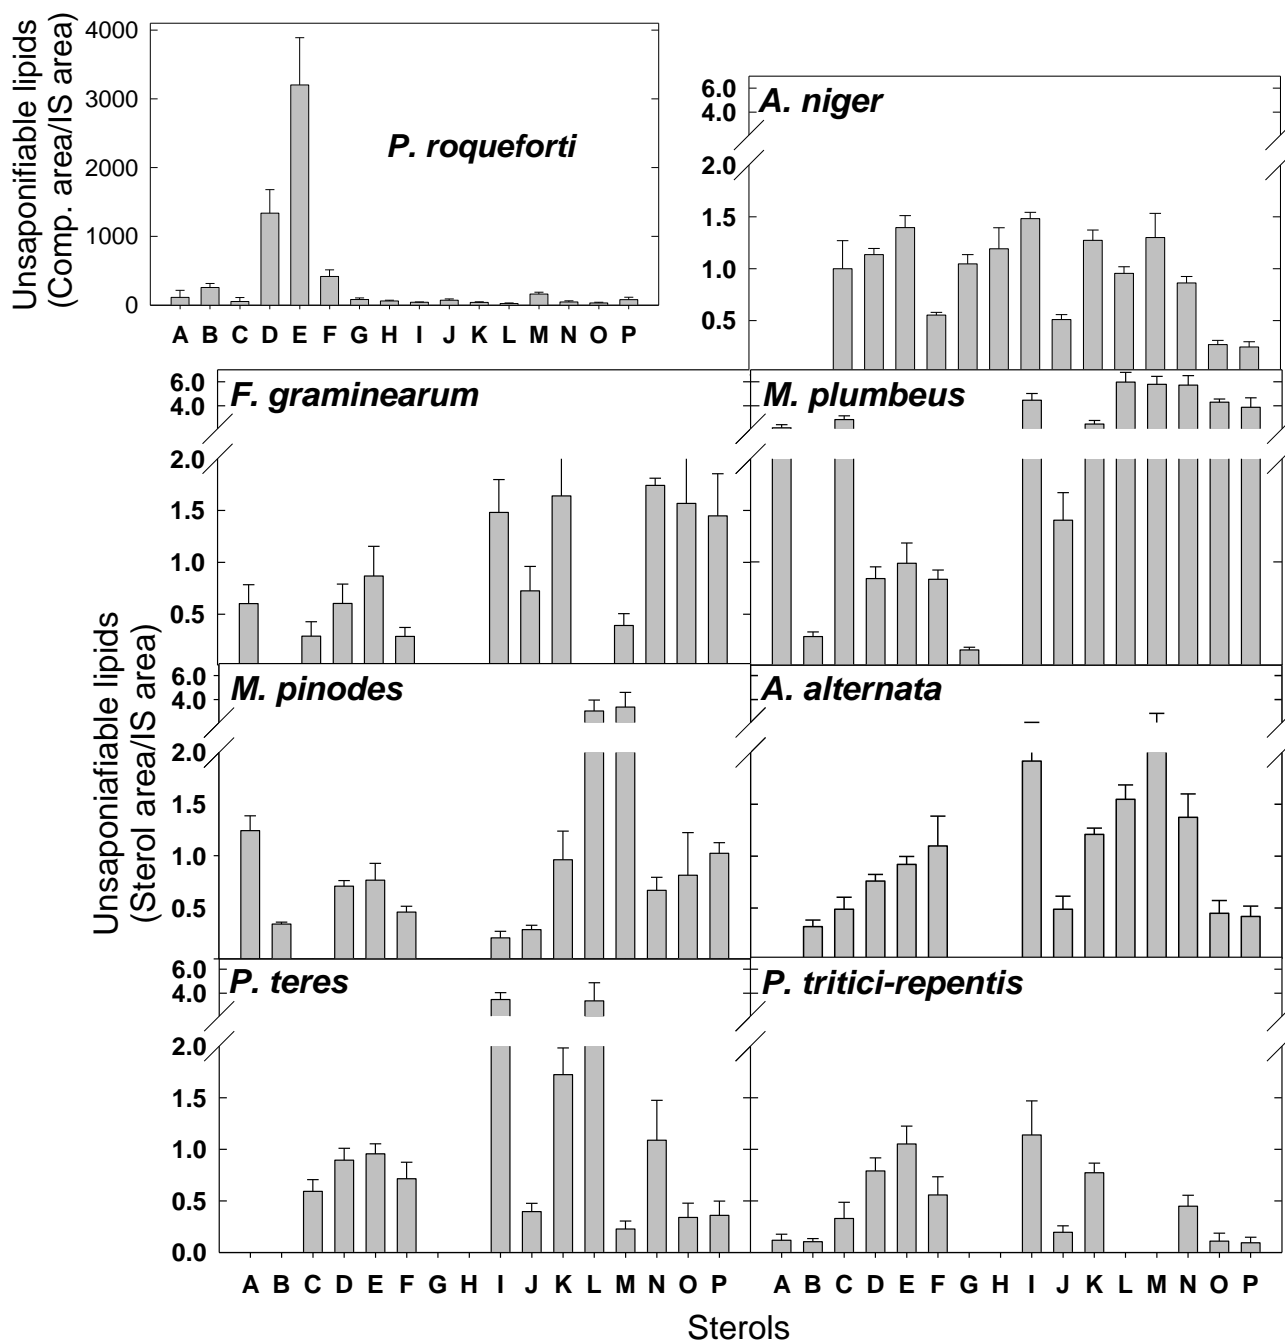 Unsaponifiable lipids
(Comp. area/IS area)
4000
3000
2000
1000
0
P. roqueforti
A B C D E F G H I J K L M N O P
6.0
4.0
2.0
1.5
1.0
0.5
A. niger
Unsaponiafiable lipids
(Sterol area/IS area)
6.0
4.0
2.0
1.5
1.0
0.5
F. graminearum
M. plumbeus
6.0
4.0
2.0
1.5
1.0
0.5
M. pinodes
A. alternata
6.0
4.0
2.0
1.5
1.0
0.5
0.0
P. teres
P. tritici-repentis
A B C D E F G H I J K L M N O P
A B C D E F G H I J K L M N O P
Sterols